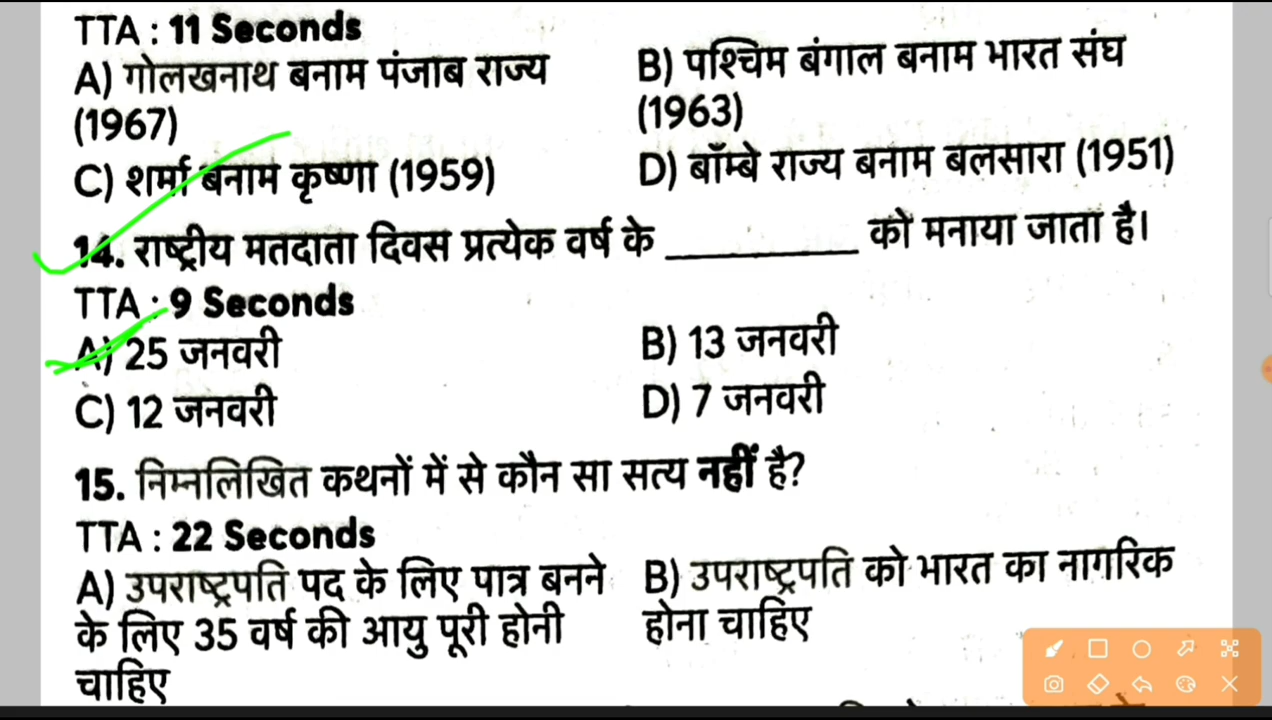 TTA : 11 Seconds
A) गोलखनाथ बनाम पंजाब राज्य (1967)
B) पश्चिम बंगाल बनाम भारत संघ (1963)
C) शर्मा बनाम कृष्णा (1959)
D) बॉम्बे राज्य बनाम बलसारा (1951)
14. राष्ट्रीय मतदाता दिवस प्रत्येक वर्ष के __________ को मनाया जाता है।
TTA : 9 Seconds
A) 25 जनवरी
B) 13 जनवरी
C) 12 जनवरी
D) 7 जनवरी
15. निम्नलिखित कथनों में से कौन सा सत्य नहीं है?
TTA : 22 Seconds
A) उपराष्ट्रपति पद के लिए पात्र बनने
के लिए 35 वर्ष की आयु पूरी होनी
चाहिए
B) उपराष्ट्रपति को भारत का नागरिक
होना चाहिए